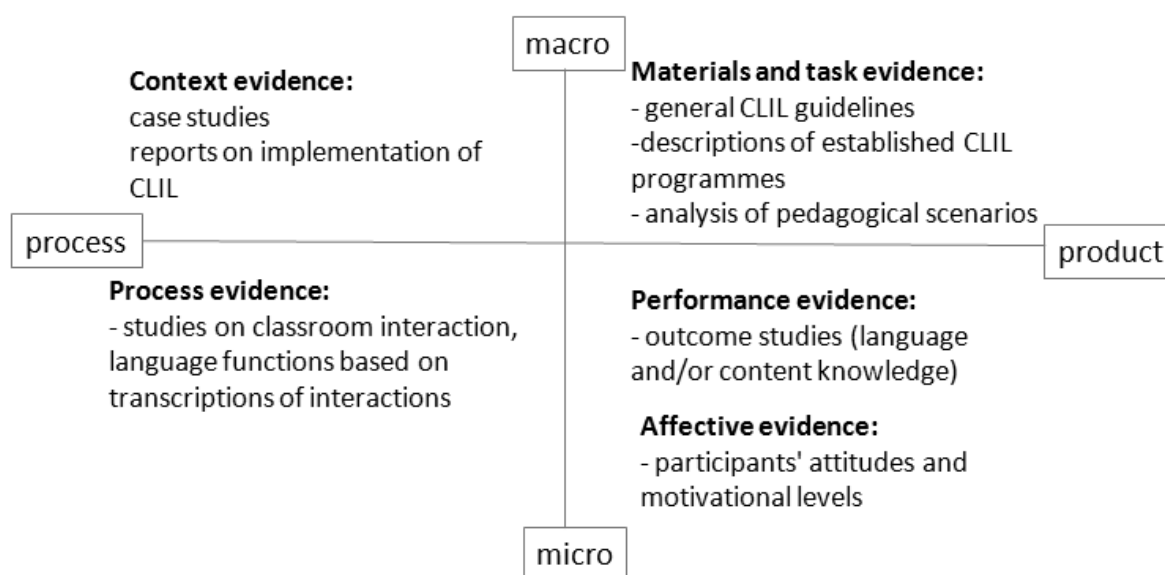 macro
Context evidence:
case studies
reports on implementation of
CLIL
Materials and task evidence:
- general CLIL guidelines
-descriptions of established CLIL
programmes
- analysis of pedagogical scenarios
process
product
Process evidence:
- studies on classroom interaction,
language functions based on
transcriptions of interactions
Performance evidence:
- outcome studies (language
and/or content knowledge)
Affective evidence:
- participants' attitudes and
motivational levels
micro